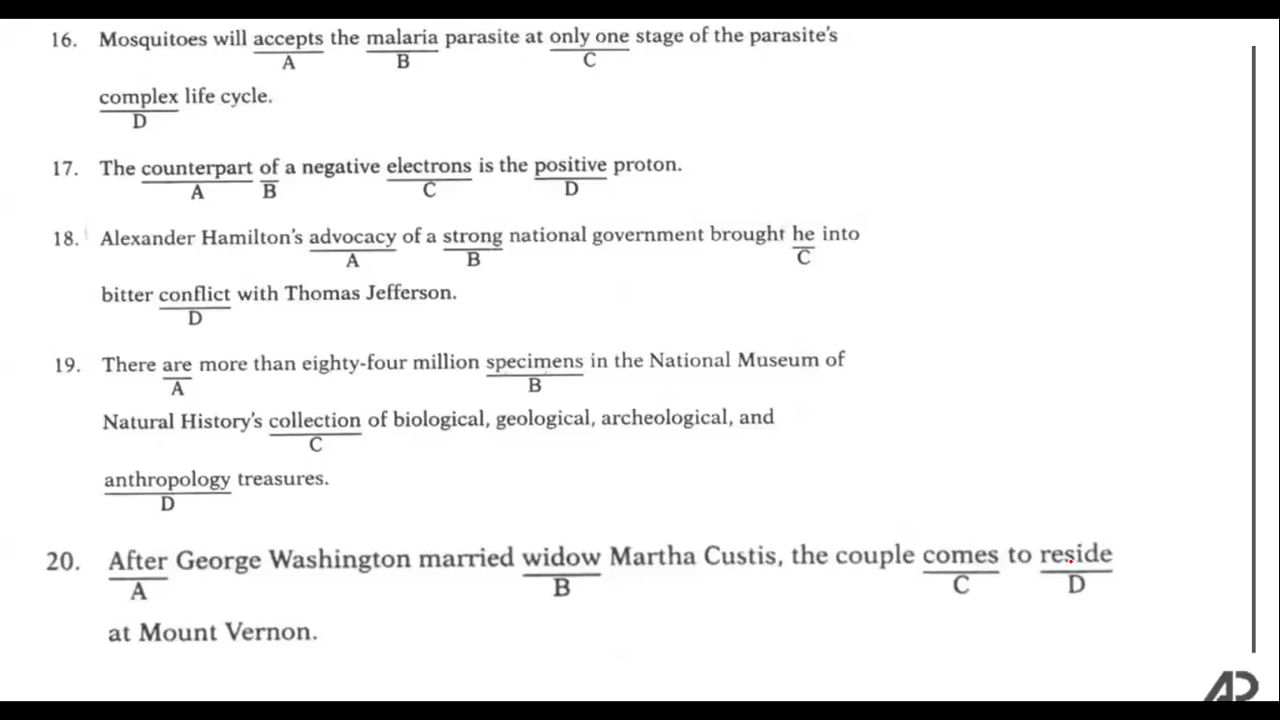 16. Mosquitoes will accepts the malaria parasite at only one stage of the parasite's
A B C
complex life cycle.
D
17. The counterpart of a negative electrons is the positive proton.
A B C D
18. Alexander Hamilton's advocacy of a strong national government brought he into
A B C
bitter conflict with Thomas Jefferson.
D
19. There are more than eighty-four million specimens in the National Museum of
A B
Natural History's collection of biological, geological, archeological, and
C
anthropology treasures.
D
20. After George Washington married widow Martha Custis, the couple comes to reside
A B C D
at Mount Vernon.